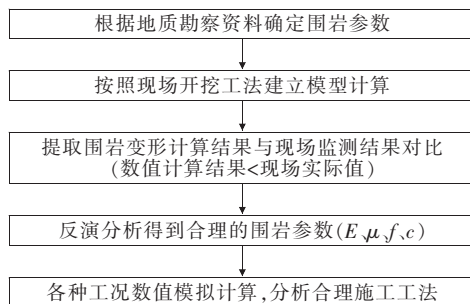 根据地质勘察资料确定围岩参数
按照现场开挖工法建立模型计算
提取围岩变形计算结果与现场监测结果对比
(数值计算结果<现场实际值)
反演分析得到合理的围岩参数(E、μ、f、c)
各种工况数值模拟计算,分析合理施工工法